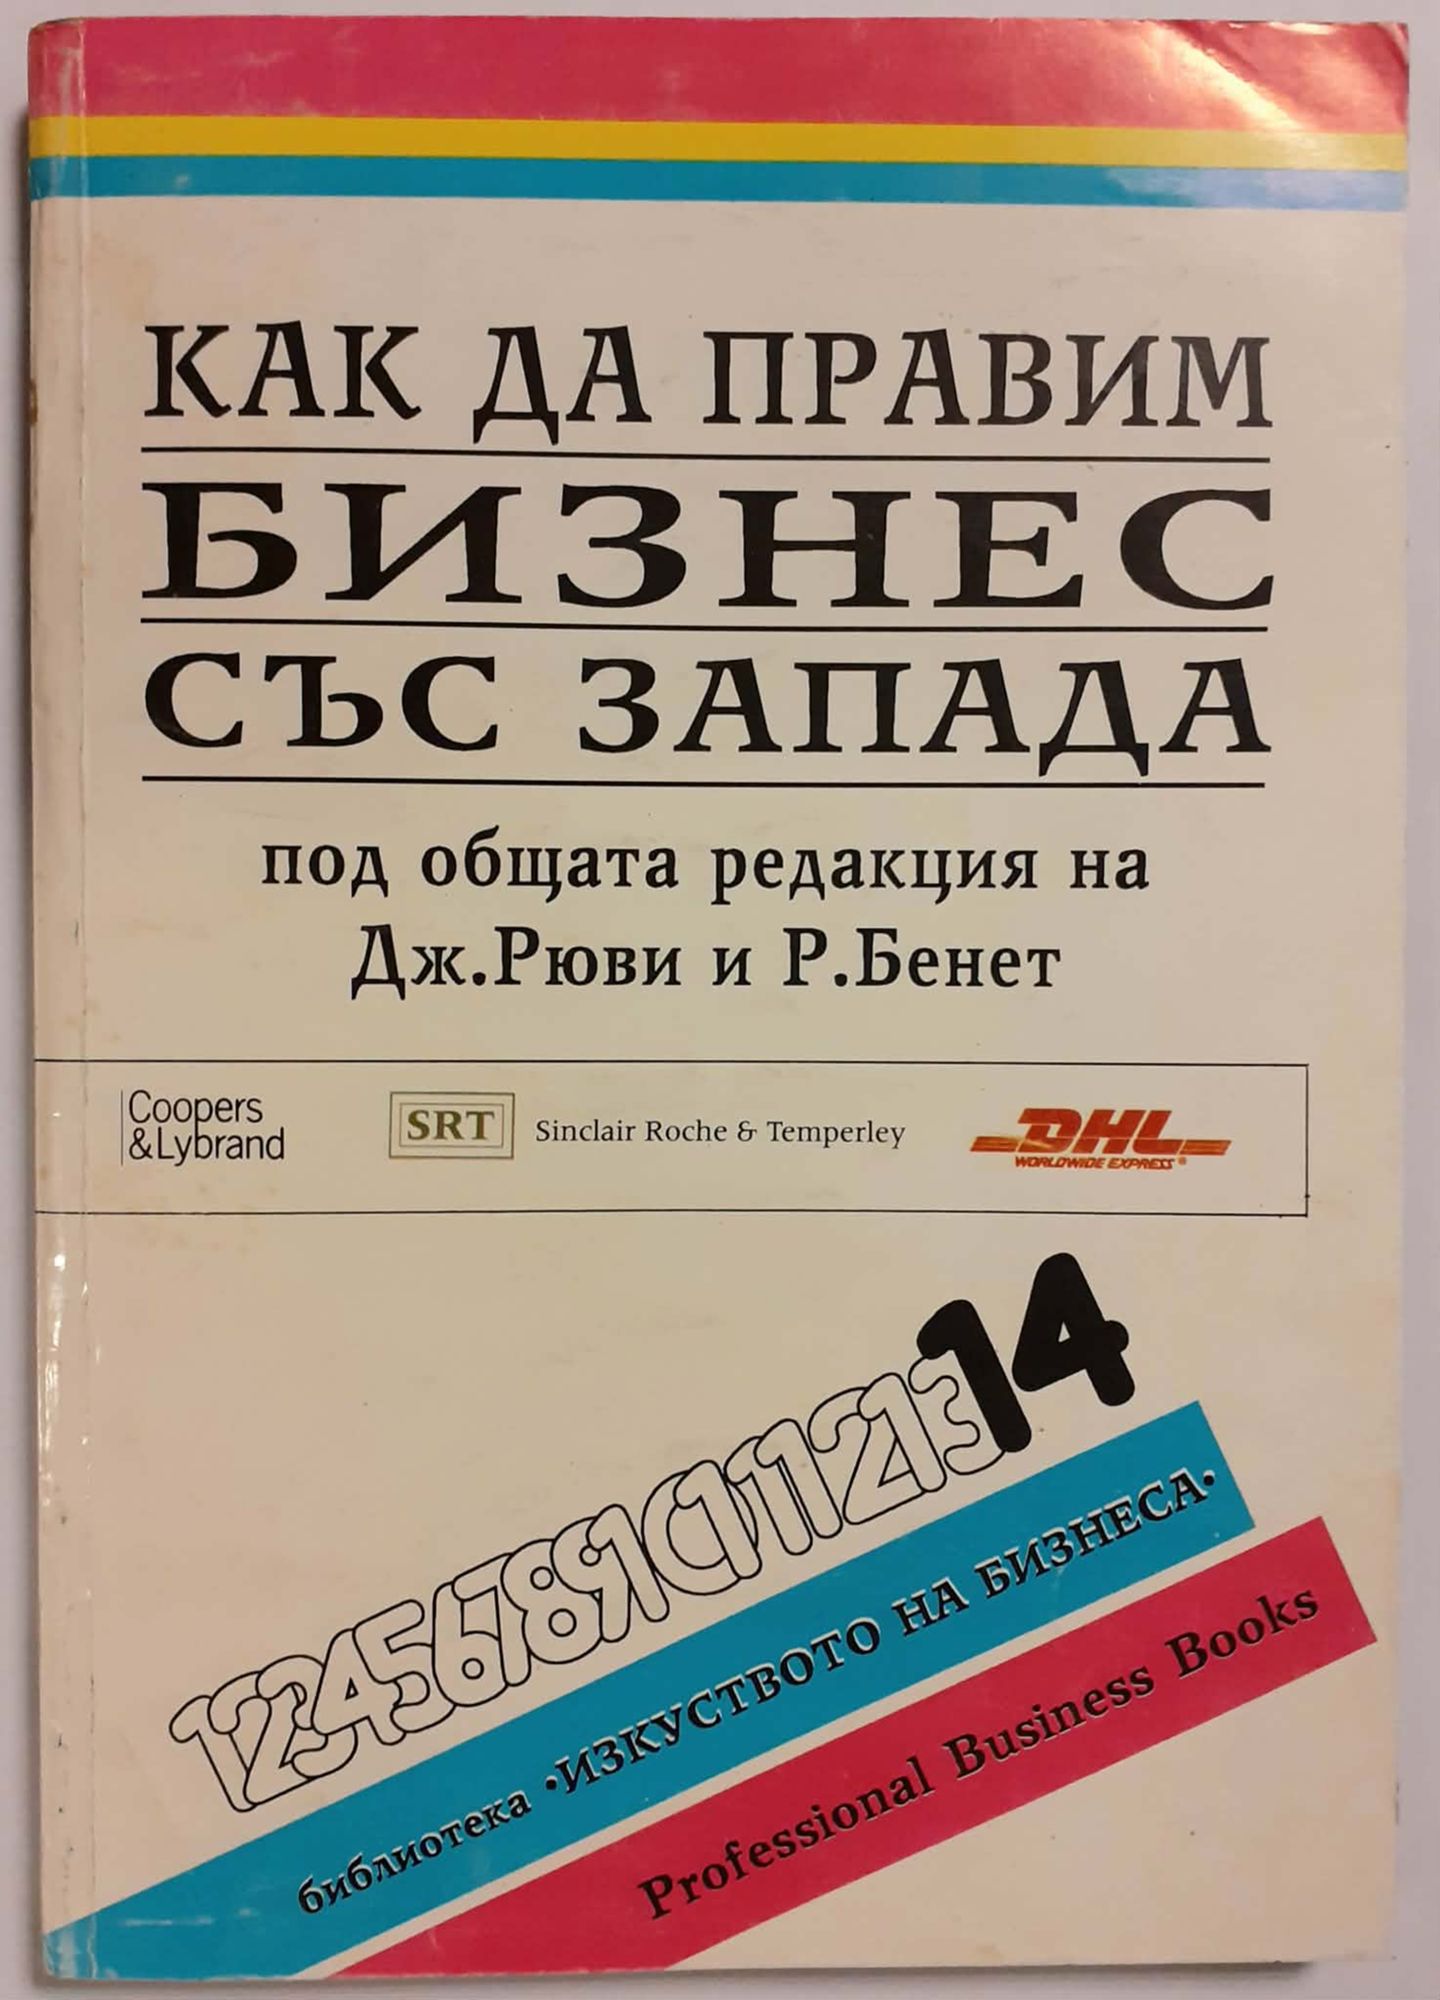 КАК ДА ПРАВИМ
БИЗНЕС
СЪС ЗАПАДА
под общата редакция на
Дж.Рюви и Р.Бенет
Coopers
&Lybrand
SRT
Sinclair Roche & Temperley
DHL
WORLDWIDE EXPRESS®
1234567891011121314
библиотека •ИЗКУСТВОТО НА БИЗНЕСА•
Professional Business Books